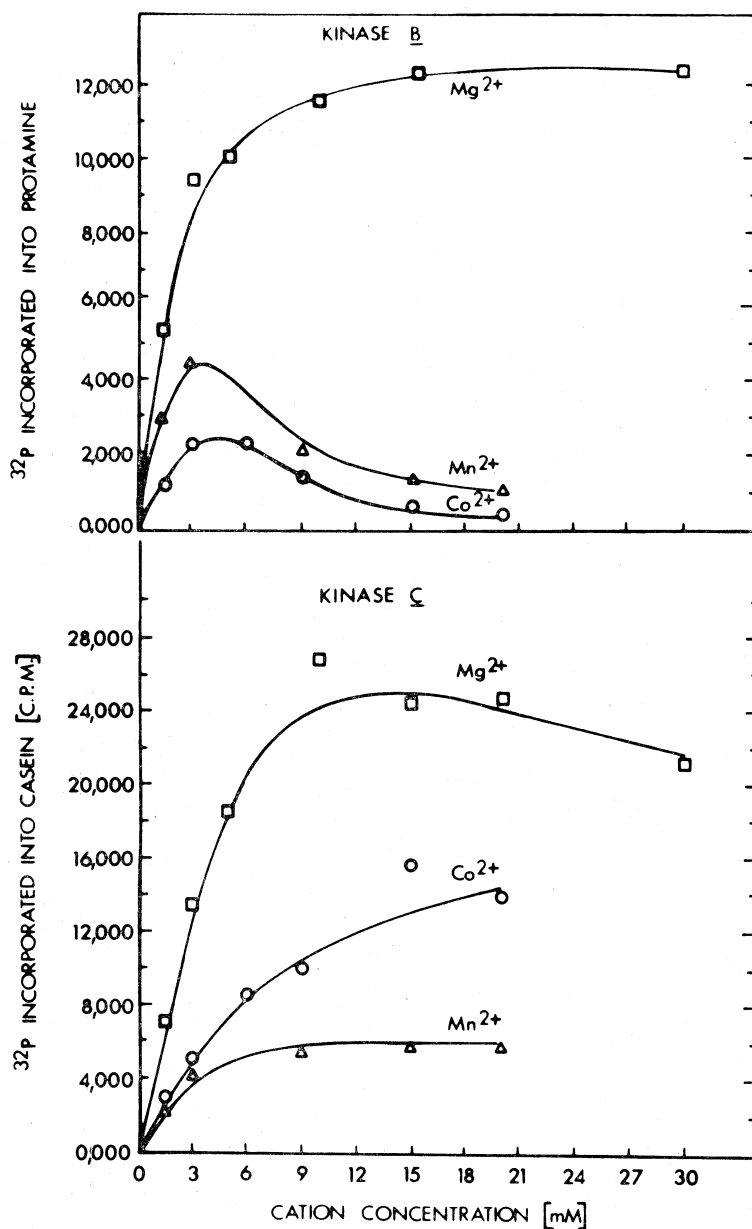 KINASE B
12,000
10,000
8,000
6,000
4,000
2,000
0,000
32P INCORPORATED INTO PROTAMINE
Mg2+
Mn2+
Co2+
KINASE C
28,000
24,000
20,000
16,000
12,000
8,000
4,000
0,000
32P INCORPORATED INTO CASEIN [C.P.M.]
Mg2+
Co2+
Mn2+
0 3 6 9 12 15 18 21 24 27 30
CATION CONCENTRATION [mM]